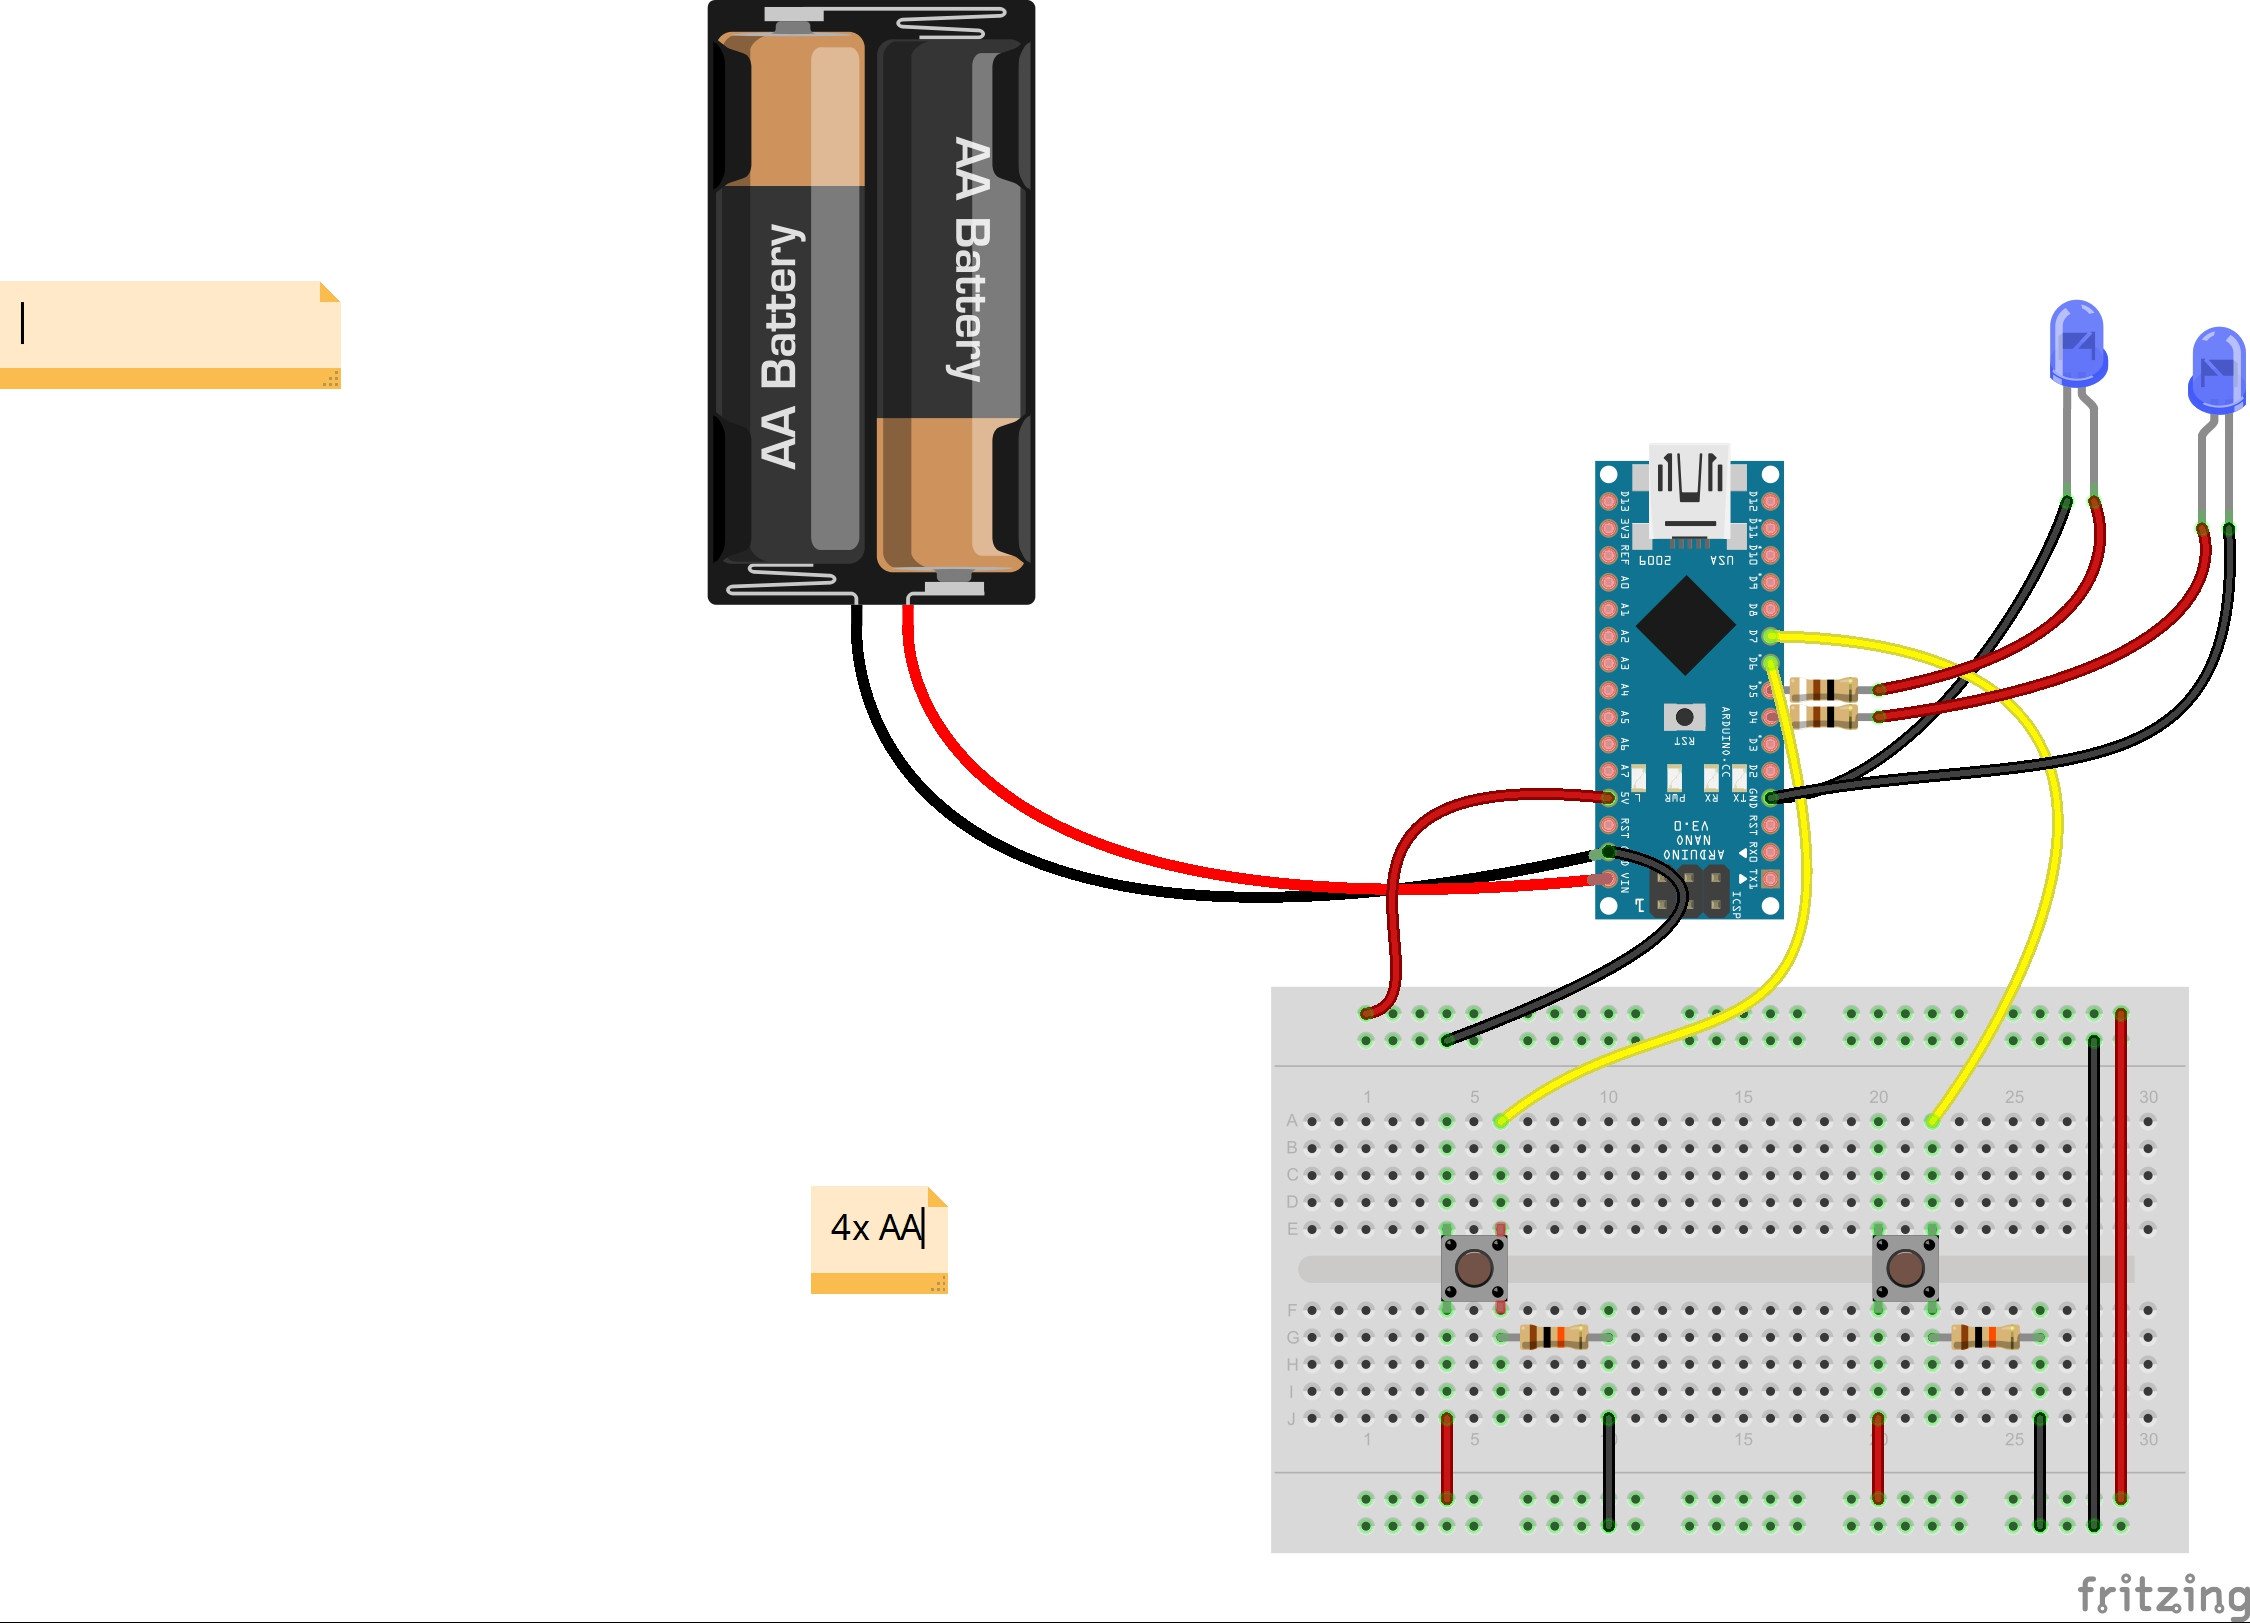 AA Battery
AA Battery
4x AA
D13
3V3
REF
A0
A1
A2
A3
A4
A5
A6
A7
5V
RST
VIN
D12
D11
D10
D9
D8
D7
D6
D5
D4
D3
D2
GND
RST
RX0
TX1
2009
USA
RST
ARDUINO.CC
L
PWR
RX
TX
ARDUINO
NANO
V3.0
1
ICSP
1 5 10 15 20 25 30
A
B
C
D
E
F
G
H
I
J
1 5 15 25 30
fritzing